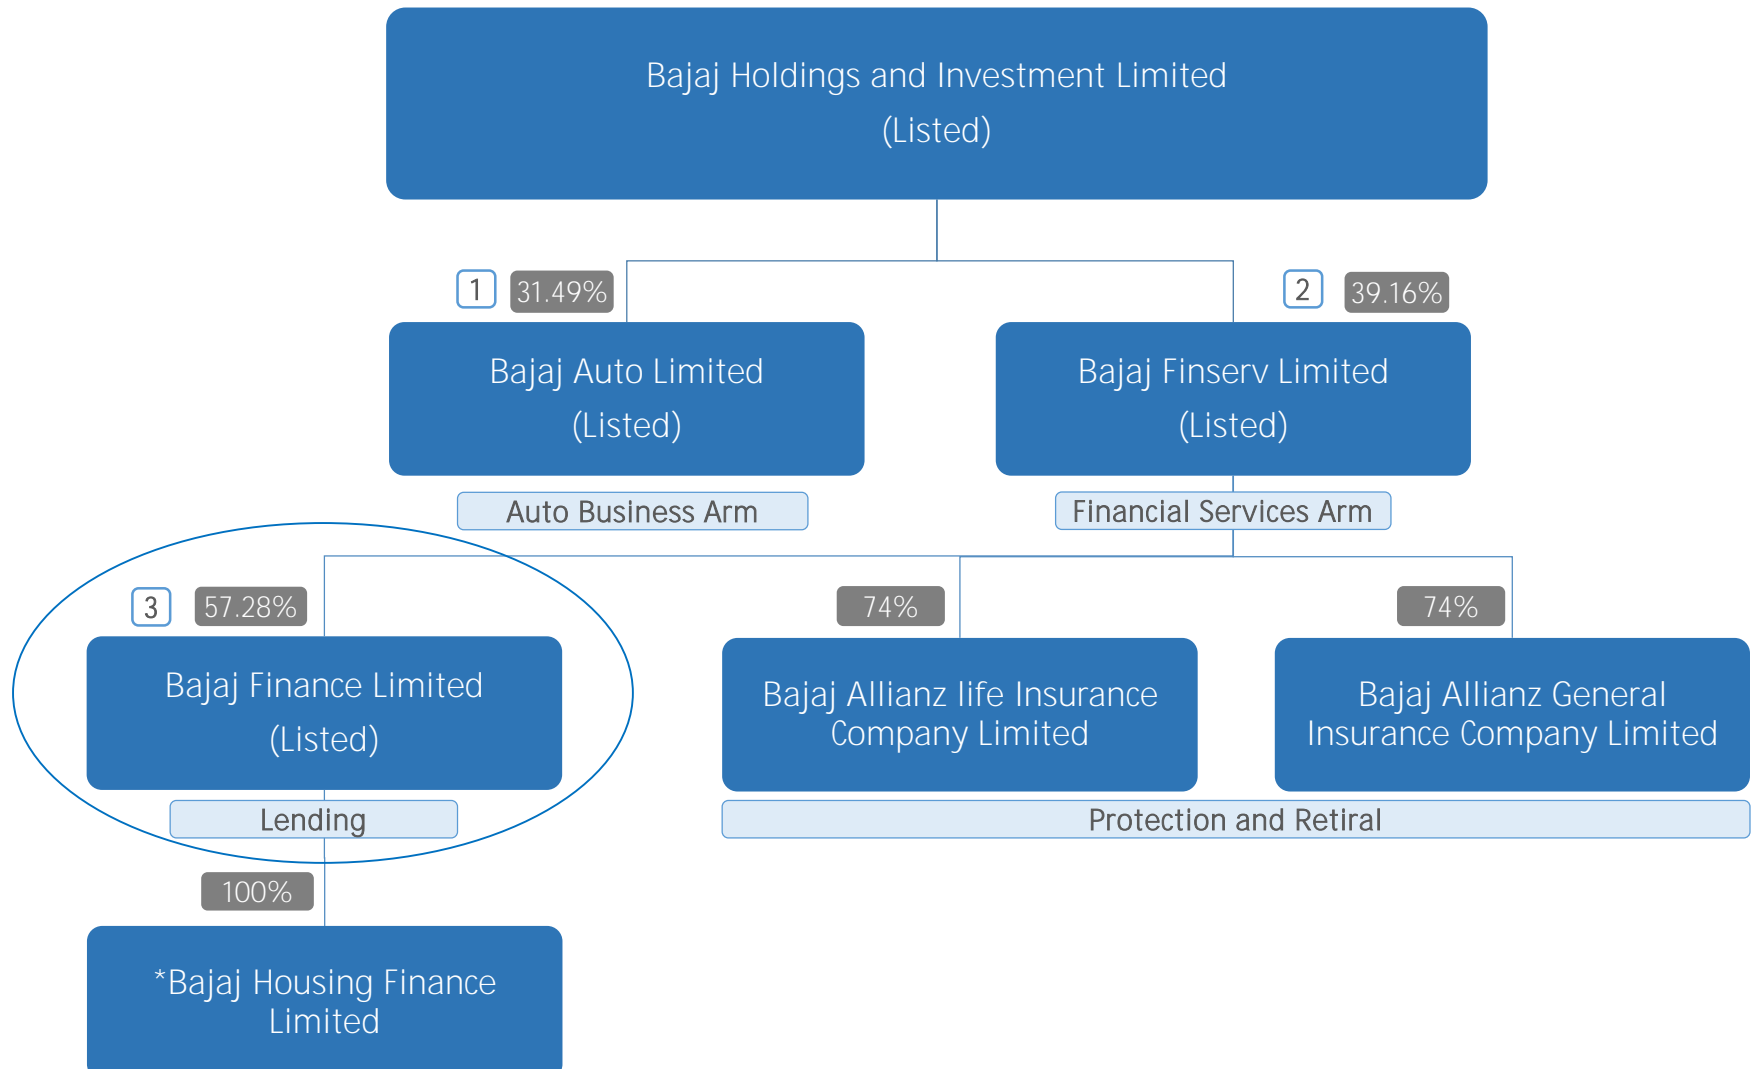 Bajaj Holdings and Investment Limited
(Listed)
1
31.49%
2
39.16%
Bajaj Auto Limited
(Listed)
Bajaj Finserv Limited
(Listed)
Auto Business Arm
Financial Services Arm
3
57.28%
74%
74%
Bajaj Finance Limited
(Listed)
Bajaj Allianz life Insurance
Company Limited
Bajaj Allianz General
Insurance Company Limited
Lending
Protection and Retiral
100%
*Bajaj Housing Finance
Limited